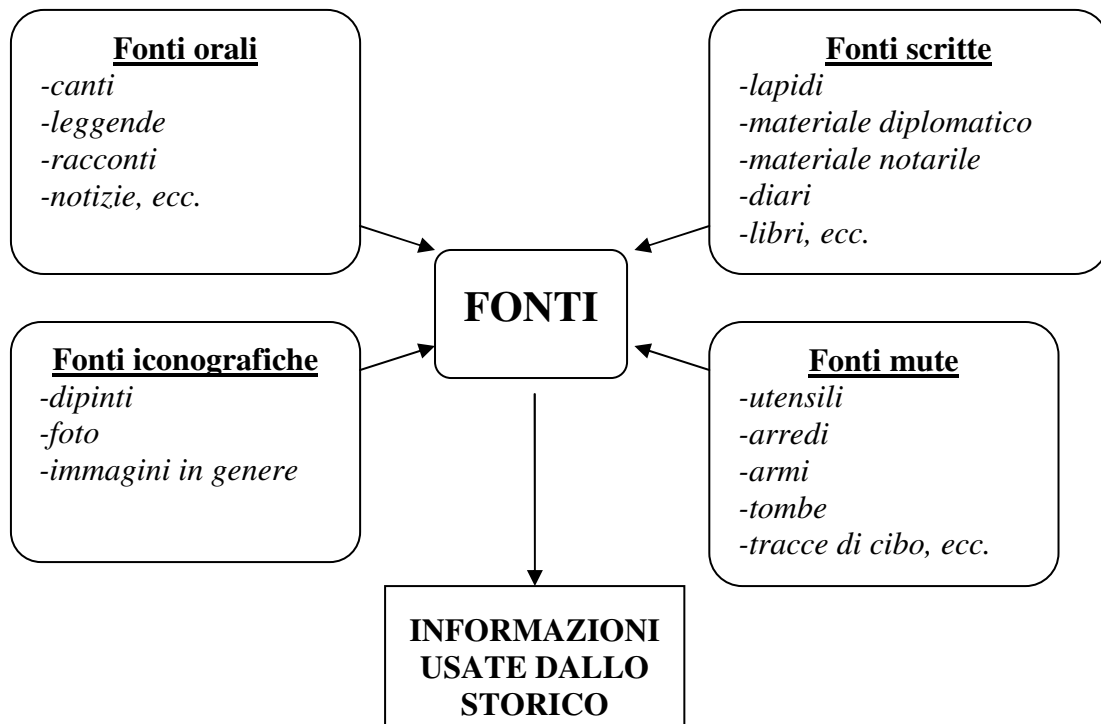 Fonti orali
-canti
-leggende
-racconti
-notizie, ecc.
Fonti scritte
-lapidi
-materiale diplomatico
-materiale notarile
-diari
-libri, ecc.
FONTI
Fonti iconografiche
-dipinti
-foto
-immagini in genere
Fonti mute
-utensili
-arredi
-armi
-tombe
-tracce di cibo, ecc.
INFORMAZIONI
USATE DALLO
STORICO